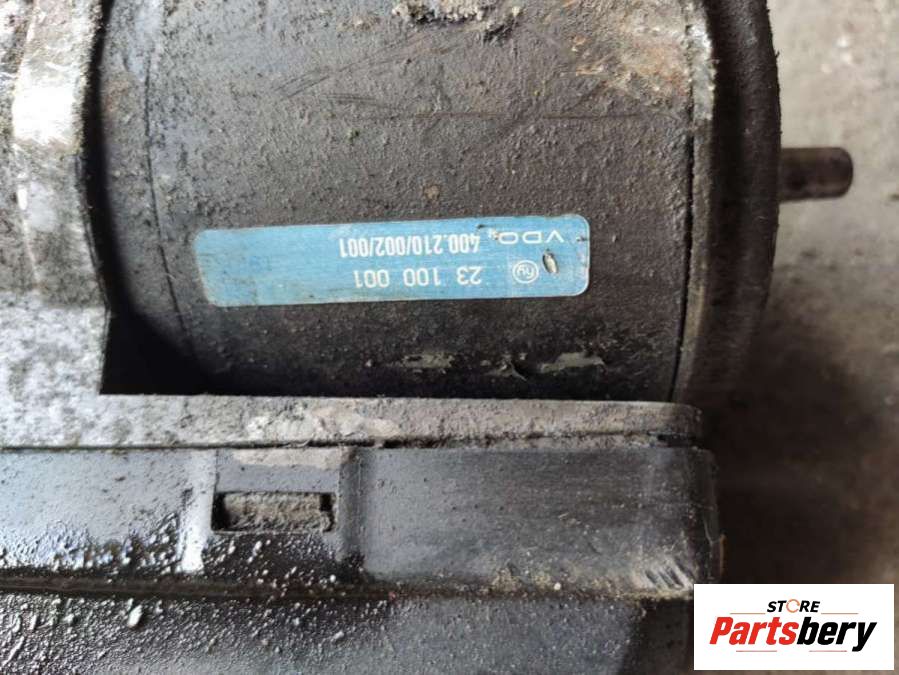 VDO 400.210/002/001
23 100 001
STORE
Partsbery